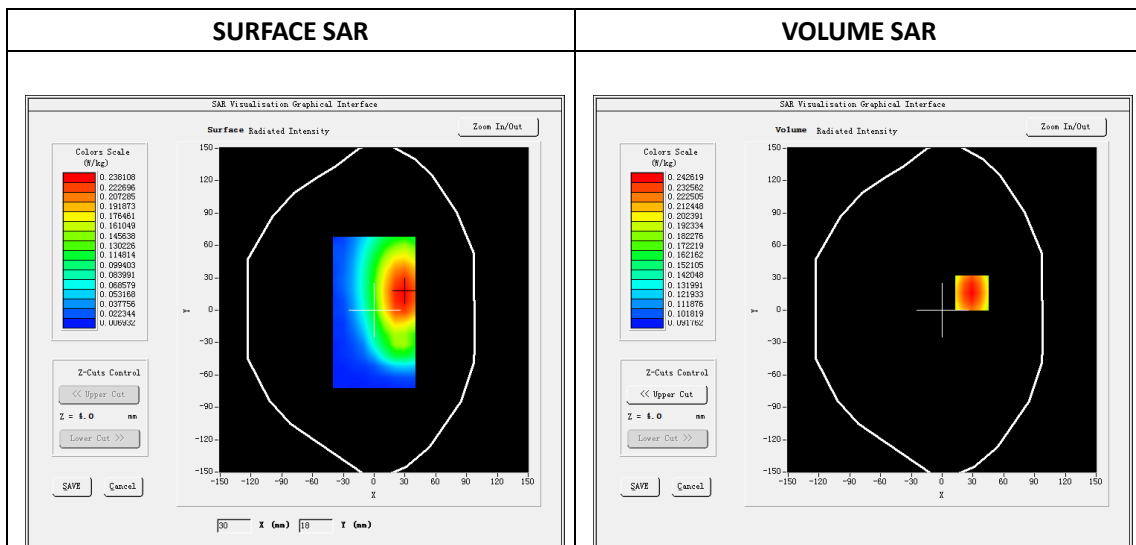 SURFACE SAR
VOLUME SAR
SAR Visualisation Graphical Interface
Surface Radiated Intensity
Zoom In/Out
Colors Scale
(W/kg)
0.238108
0.222696
0.207285
0.191873
0.176461
0.161049
0.145638
0.130226
0.114814
0.099403
0.083991
0.068579
0.053168
0.037756
0.022344
0.006932
150
120
90
60
30
0
-30
-60
-90
-120
-150
Y
-150 -120 -90 -60 -30 0 30 60 90 120 150
X
Z-Cuts Control
<< Upper Cut
Z = 4.0 mm
Lower Cut >>
SAVE Cancel
30 X (mm) 18 Y (mm)
SAR Visualisation Graphical Interface
Volume Radiated Intensity
Zoom In/Out
Colors Scale
(W/kg)
0.242619
0.232562
0.222505
0.212448
0.202391
0.192334
0.182276
0.172219
0.162162
0.152105
0.142048
0.131991
0.121933
0.111876
0.101819
0.091762
150
120
90
60
30
0
-30
-60
-90
-120
-150
Y
-150 -120 -90 -60 -30 0 30 60 90 120 150
X
Z-Cuts Control
<< Upper Cut
Z = 4.0 mm
Lower Cut >>
SAVE Cancel